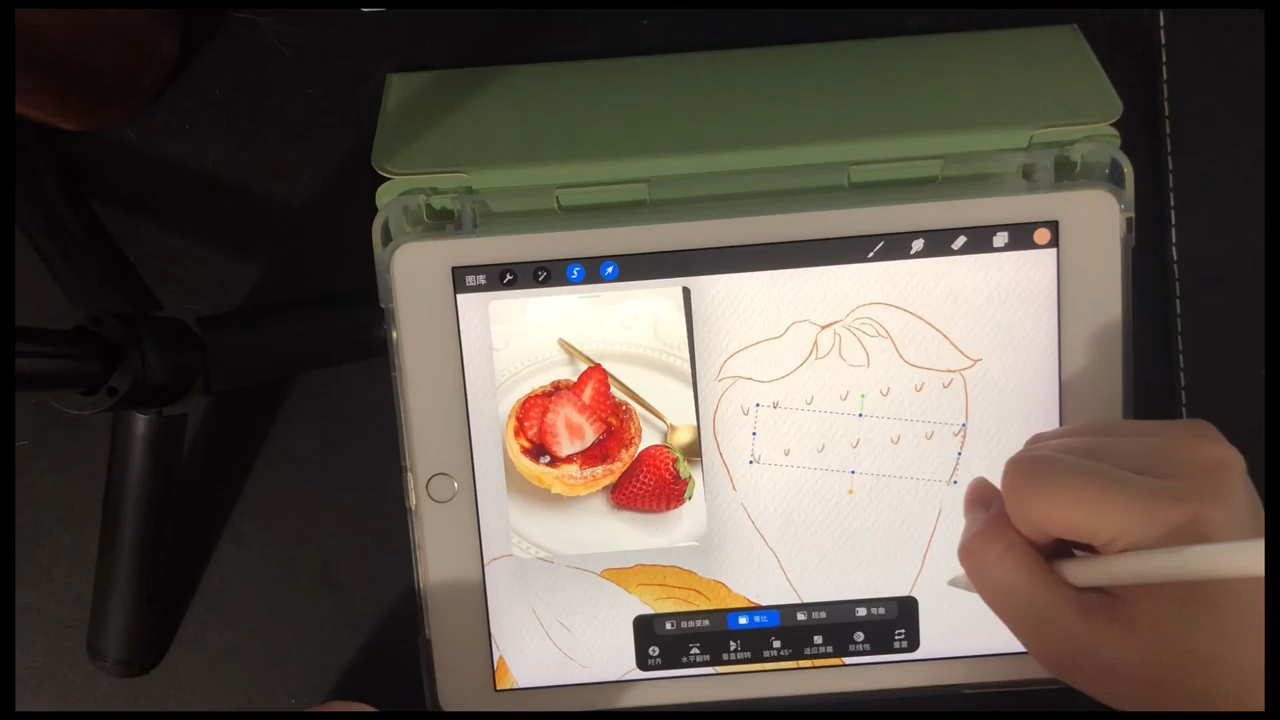 图库
自由变换 等比 扭曲 弯曲
对齐 水平翻转 垂直翻转 旋转 45° 适应屏幕 双线性 重置